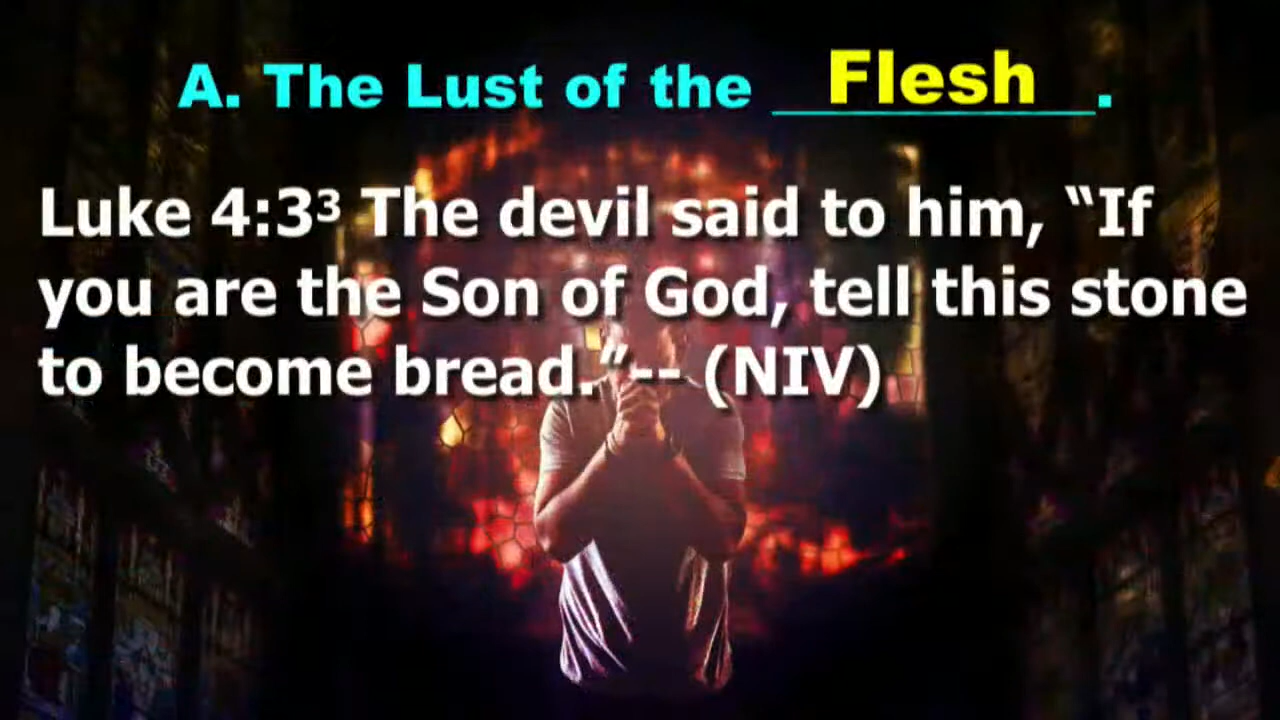 A. The Lust of the Flesh.
Luke 4:3³ The devil said to him, “If
you are the Son of God, tell this stone
to become bread.”-- (NIV)